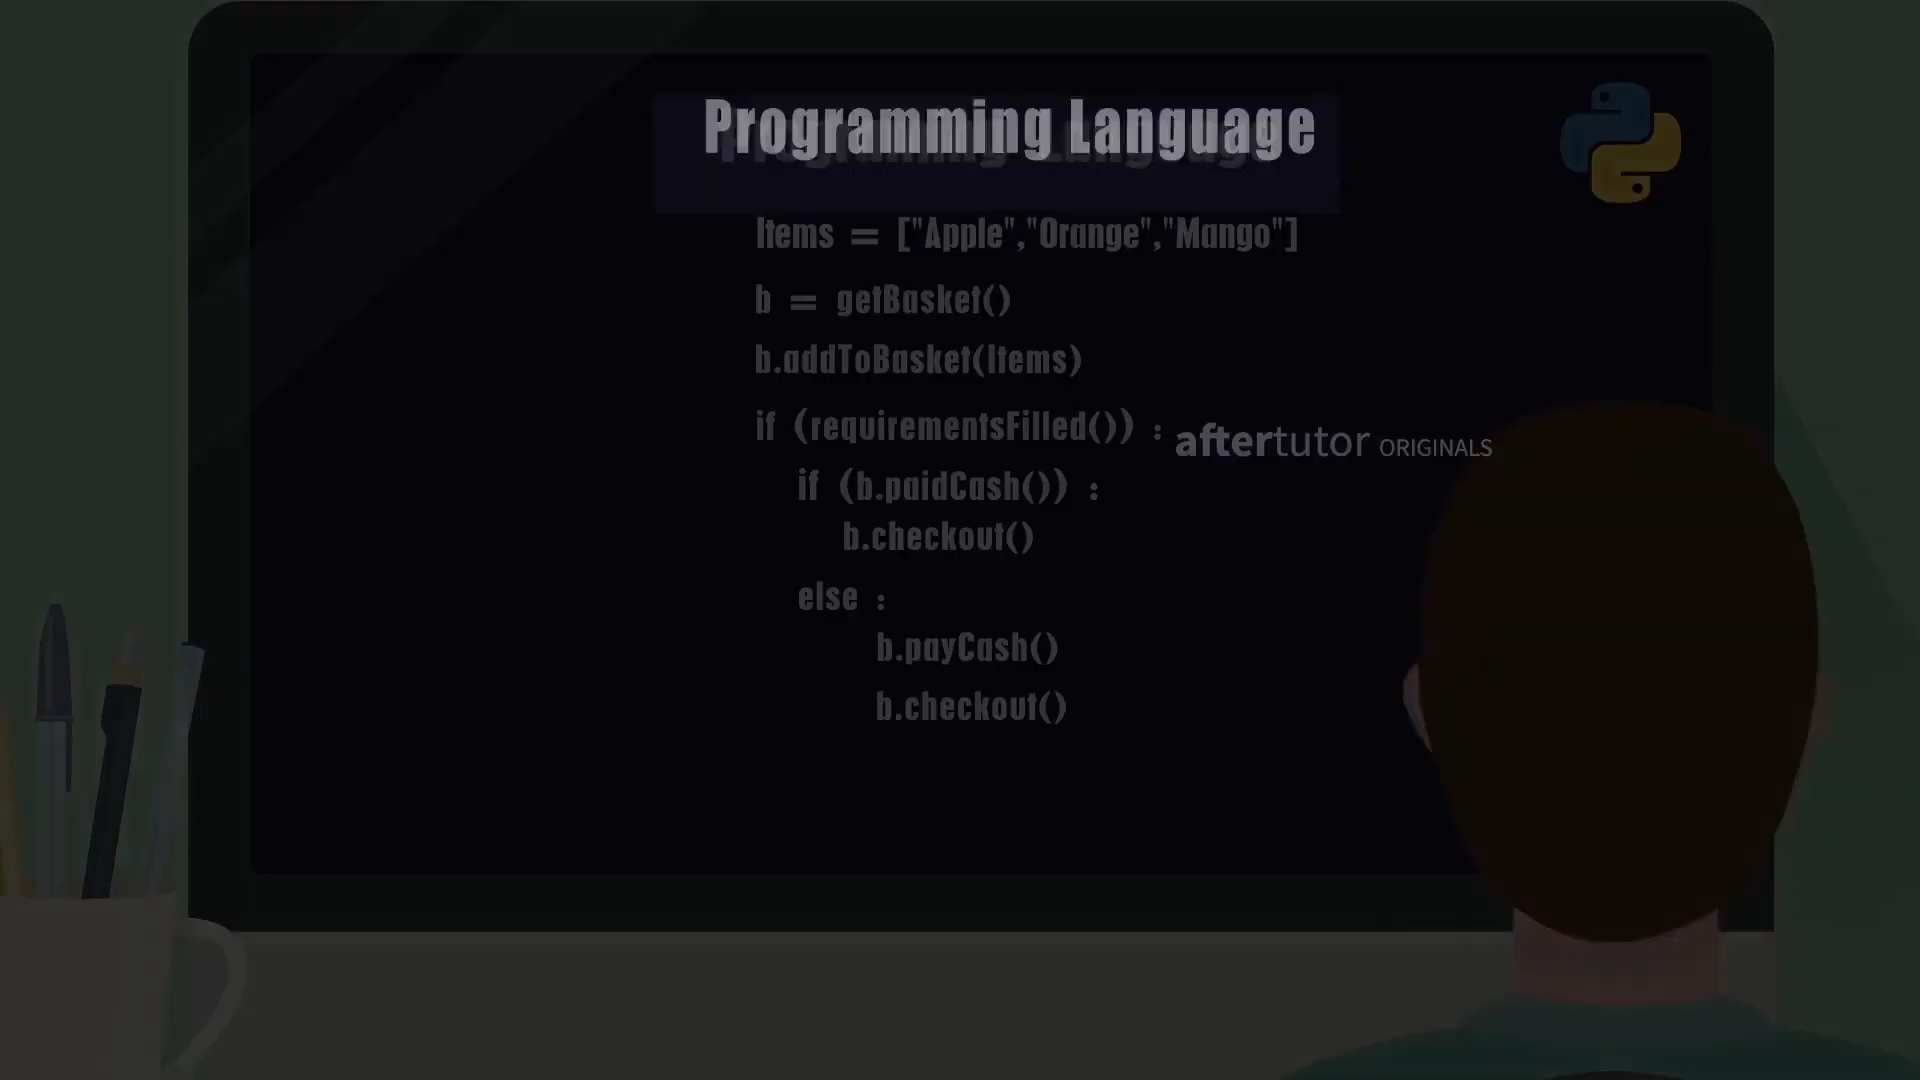 Programming Language
Items = ["Apple","Orange","Mango"]
b = getBasket()
b.addToBasket(Items)
if (requirementsFilled()) :
aftertutor ORIGINALS
if (b.paidCash()) :
b.checkout()
else :
b.payCash()
b.checkout()